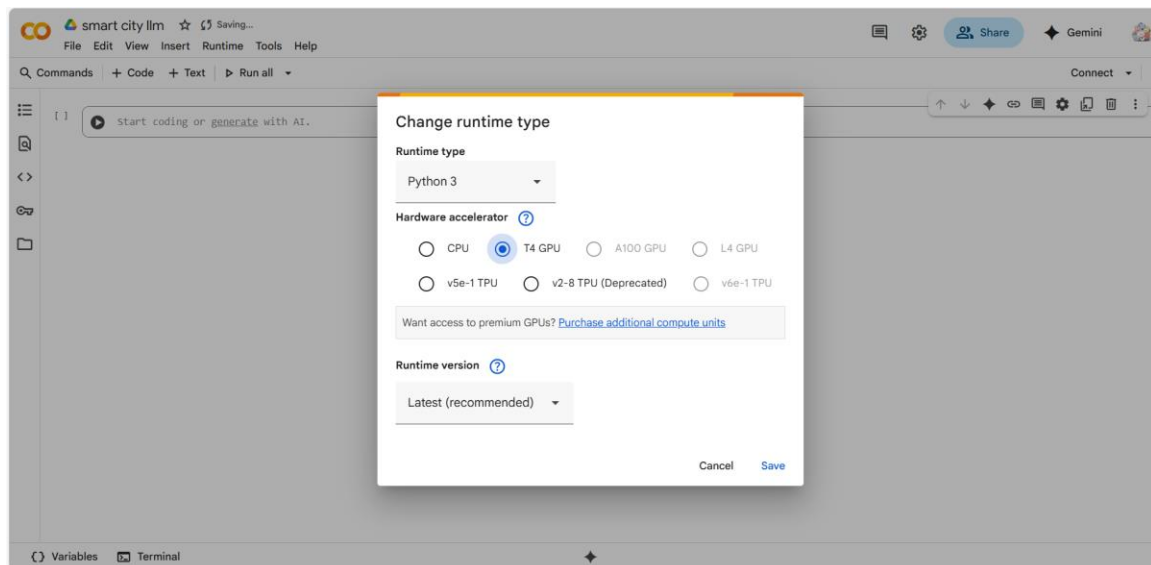 smart city llm Saving...
File Edit View Insert Runtime Tools Help
Share Gemini
Commands + Code + Text Run all
Connect
[ ] Start coding or generate with AI.
Change runtime type
Runtime type
Python 3
Hardware accelerator ?
CPU T4 GPU A100 GPU L4 GPU
v5e-1 TPU v2-8 TPU (Deprecated) v6e-1 TPU
Want access to premium GPUs? Purchase additional compute units
Runtime version ?
Latest (recommended)
Cancel Save
{} Variables Terminal